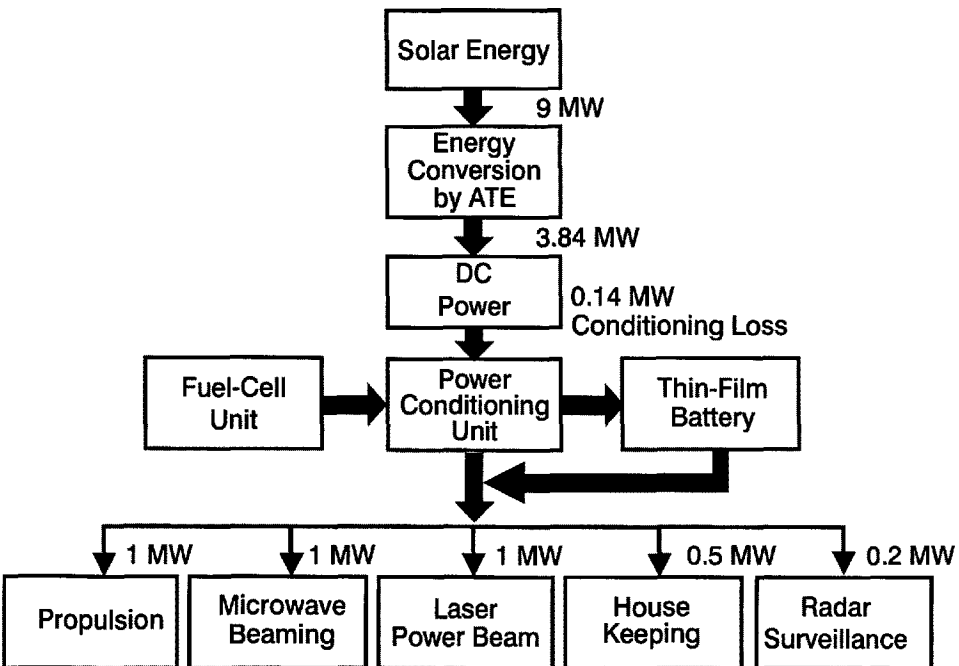 Solar Energy
9 MW
Energy
Conversion
by ATE
3.84 MW
DC
Power
0.14 MW
Conditioning Loss
Fuel-Cell
Unit
Power
Conditioning
Unit
Thin-Film
Battery
1 MW
1 MW
1 MW
0.5 MW
0.2 MW
Propulsion
Microwave
Beaming
Laser
Power Beam
House
Keeping
Radar
Surveillance